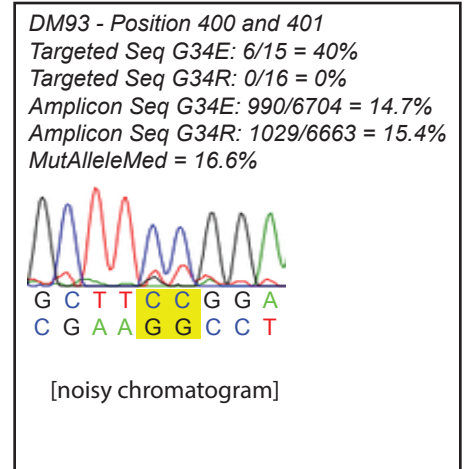 DM93 - Position 400 and 401
Targeted Seq G34E: 6/15 = 40%
Targeted Seq G34R: 0/16 = 0%
Amplicon Seq G34E: 990/6704 = 14.7%
Amplicon Seq G34R: 1029/6663 = 15.4%
MutAlleleMed = 16.6%
G C T T C C G G A
C G A A G G C C T
[noisy chromatogram]